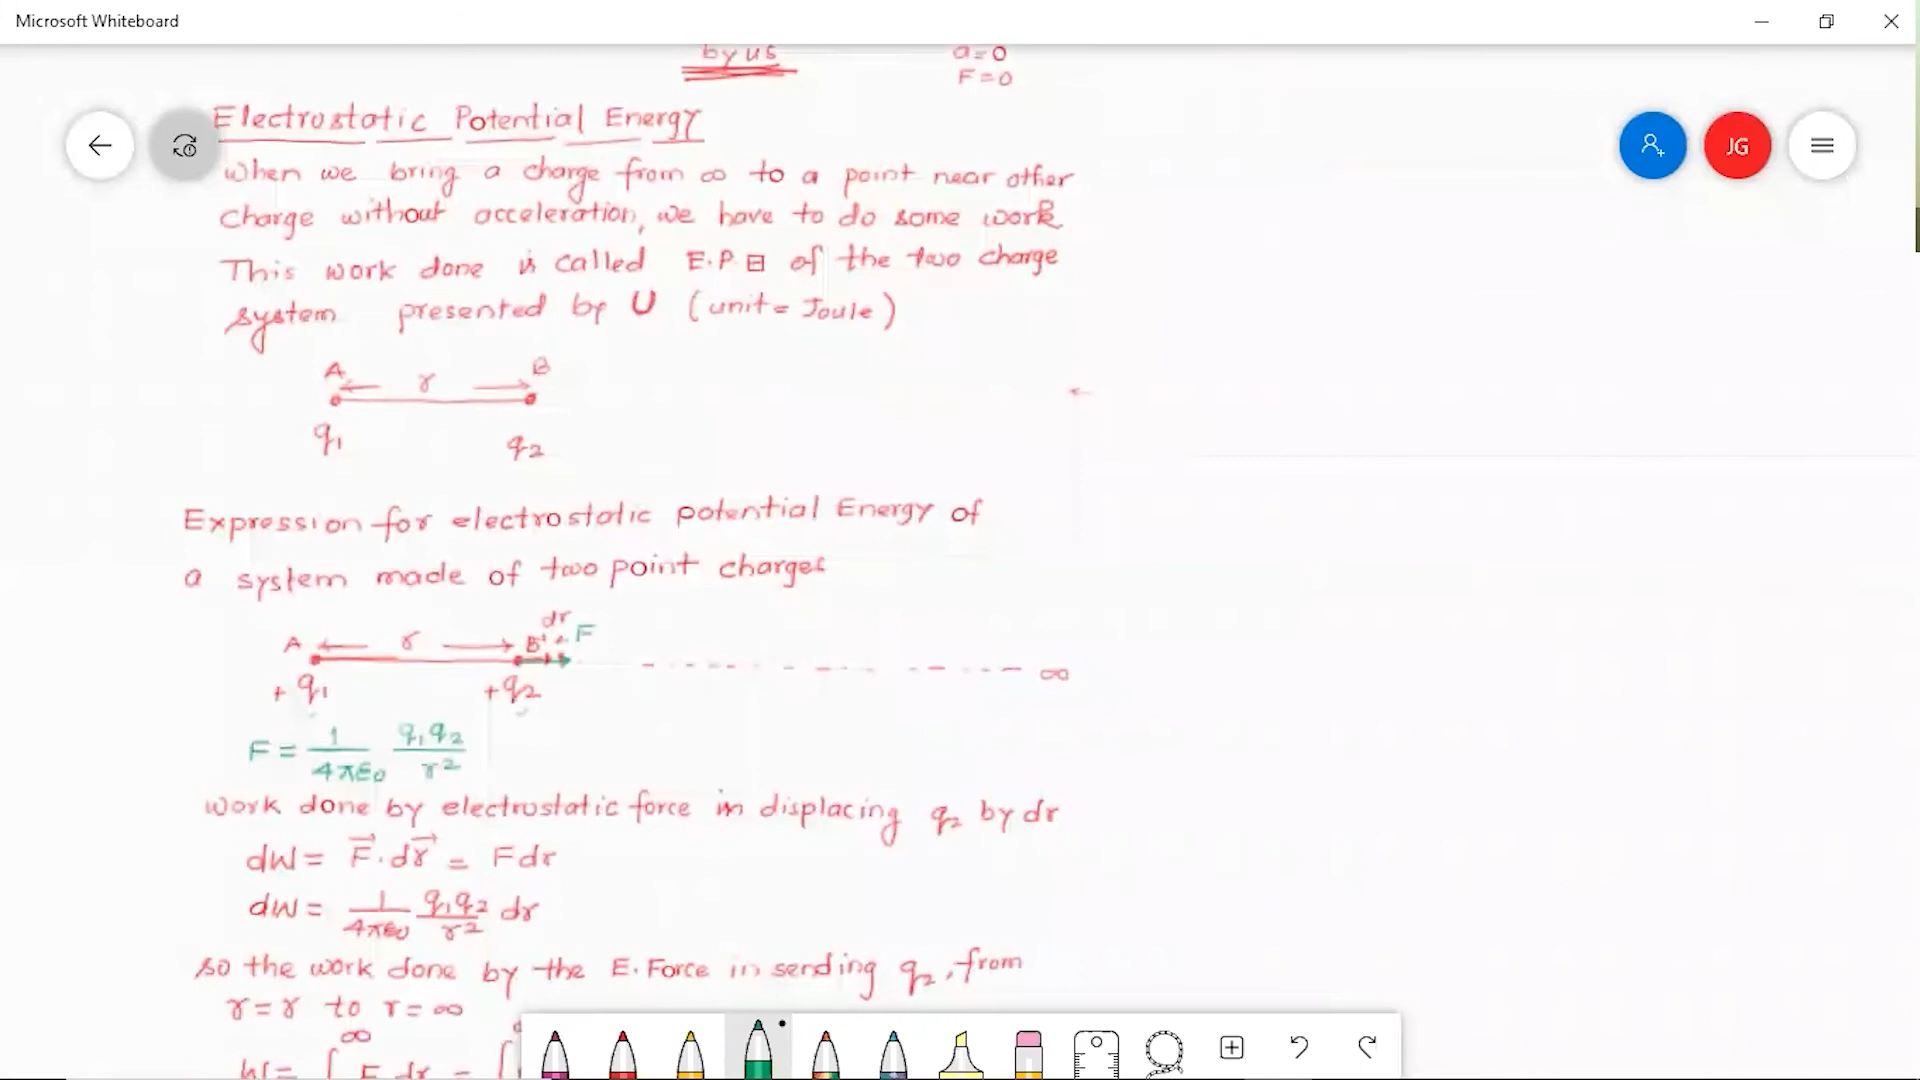 Microsoft Whiteboard
by us
a=0
F=0
Electrostatic Potential Energy
JG
When we bring a charge from ∞ to a point near other
charge without acceleration, we have to do some work
This work done is called E.P.E of the two charge
system presented by U (unit = Joule)
A r B
q1 q2
Expression for electrostatic potential Energy of
a system made of two point charges
dr
A r B F
+q1 +q2 ∞
F = 1/4πε0 q1q2/r2
work done by electrostatic force in displacing q2 by dr
dW = F⃗.dr⃗ = Fdr
dW = 1/4πε0 q1q2/r2 dr
so the work done by the E. Force in sending q2, from
r=r to r=∞
∞
W = ∫ F dr = ∫